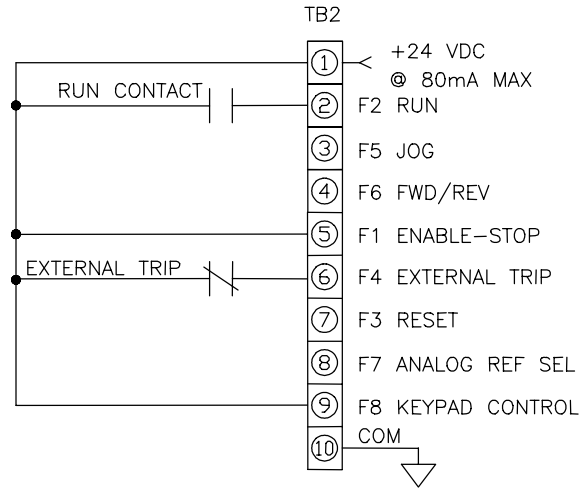 TB2
1 +24 VDC
@ 80mA MAX
RUN CONTACT 2 F2 RUN
3 F5 JOG
4 F6 FWD/REV
5 F1 ENABLE-STOP
EXTERNAL TRIP 6 F4 EXTERNAL TRIP
7 F3 RESET
8 F7 ANALOG REF SEL
9 F8 KEYPAD CONTROL
10 COM